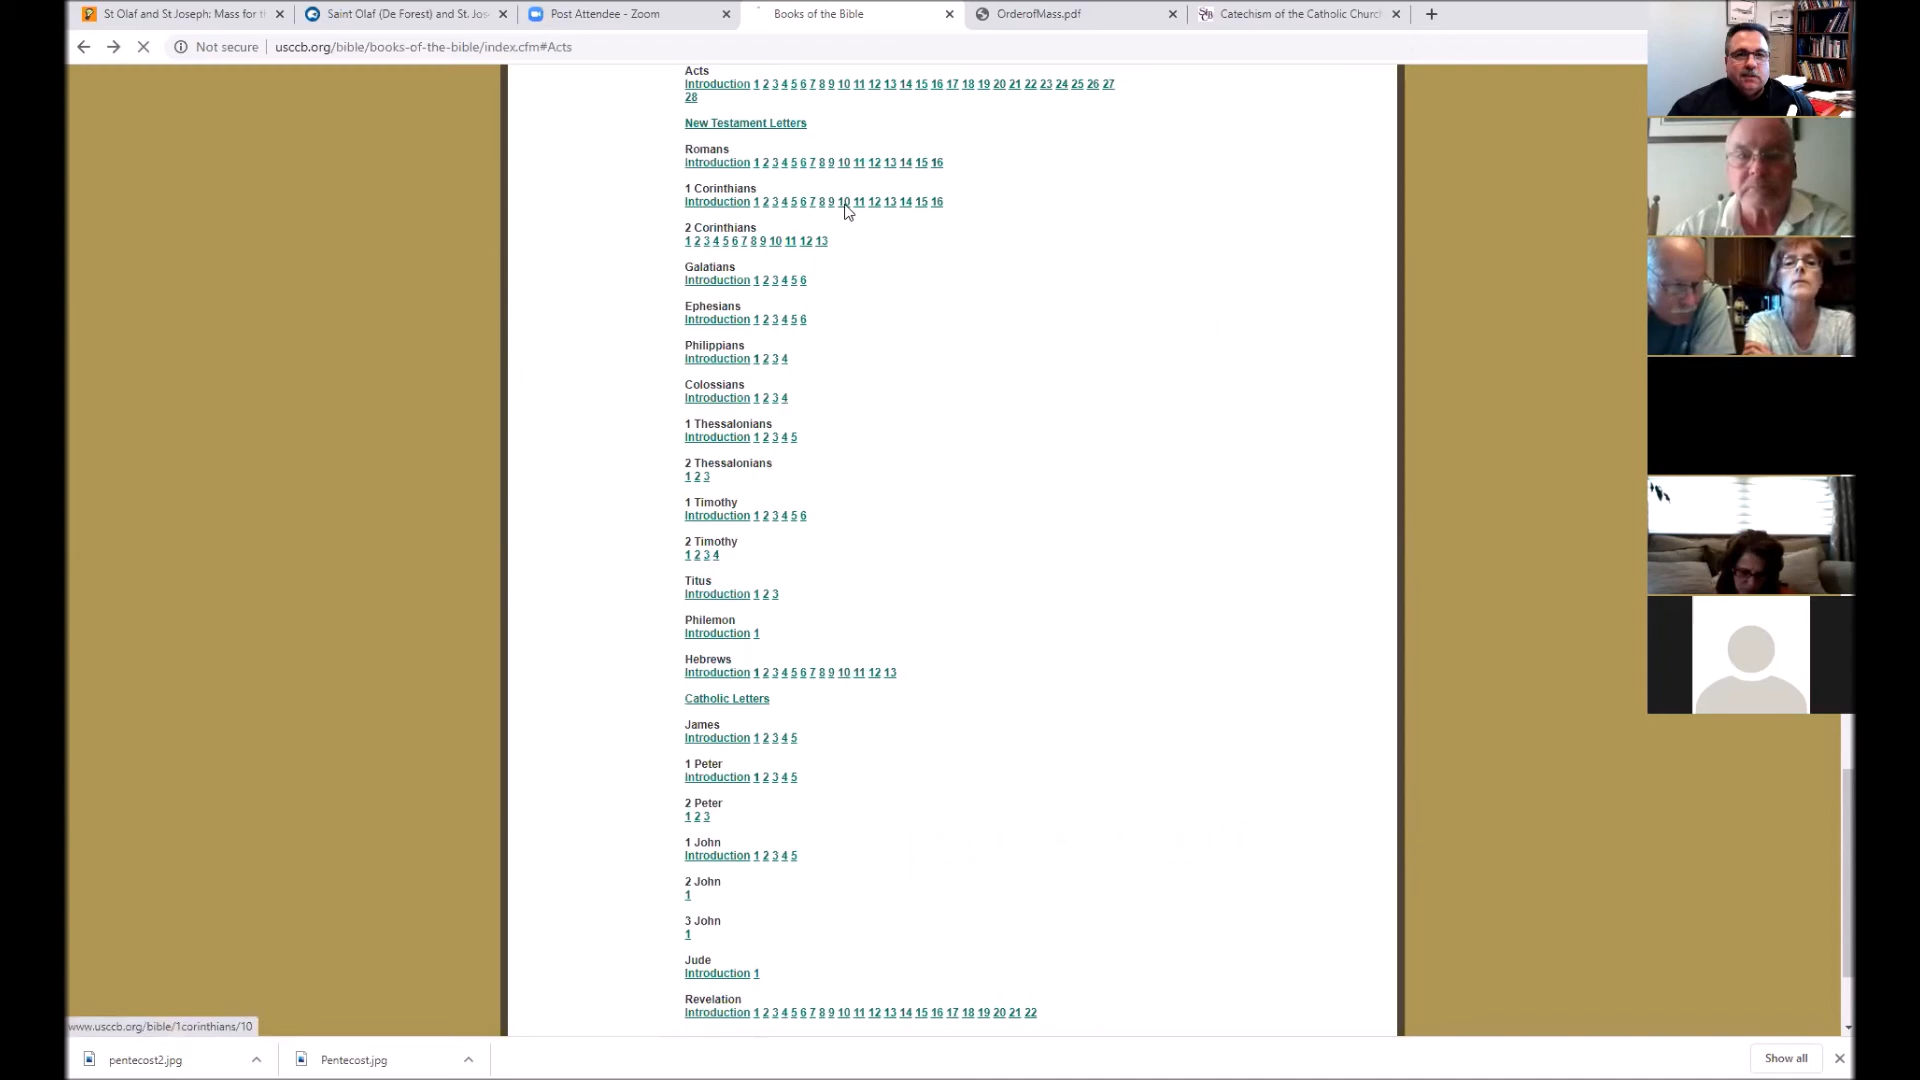 St Olaf and St Joseph: Mass for th
Saint Olaf (De Forest) and St. Jos
Post Attendee - Zoom
Books of the Bible
OrderofMass.pdf
Catechism of the Catholic Church
Not secure usccb.org/bible/books-of-the-bible/index.cfm#Acts
Acts
Introduction 1 2 3 4 5 6 7 8 9 10 11 12 13 14 15 16 17 18 19 20 21 22 23 24 25 26 27
28
New Testament Letters
Romans
Introduction 1 2 3 4 5 6 7 8 9 10 11 12 13 14 15 16
1 Corinthians
Introduction 1 2 3 4 5 6 7 8 9 10 11 12 13 14 15 16
2 Corinthians
1 2 3 4 5 6 7 8 9 10 11 12 13
Galatians
Introduction 1 2 3 4 5 6
Ephesians
Introduction 1 2 3 4 5 6
Philippians
Introduction 1 2 3 4
Colossians
Introduction 1 2 3 4
1 Thessalonians
Introduction 1 2 3 4 5
2 Thessalonians
1 2 3
1 Timothy
Introduction 1 2 3 4 5 6
2 Timothy
1 2 3 4
Titus
Introduction 1 2 3
Philemon
Introduction 1
Hebrews
Introduction 1 2 3 4 5 6 7 8 9 10 11 12 13
Catholic Letters
James
Introduction 1 2 3 4 5
1 Peter
Introduction 1 2 3 4 5
2 Peter
1 2 3
1 John
Introduction 1 2 3 4 5
2 John
1
3 John
1
Jude
Introduction 1
Revelation
Introduction 1 2 3 4 5 6 7 8 9 10 11 12 13 14 15 16 17 18 19 20 21 22
www.usccb.org/bible/1corinthians/10
pentecost2.jpg
Pentecost.jpg
Show all